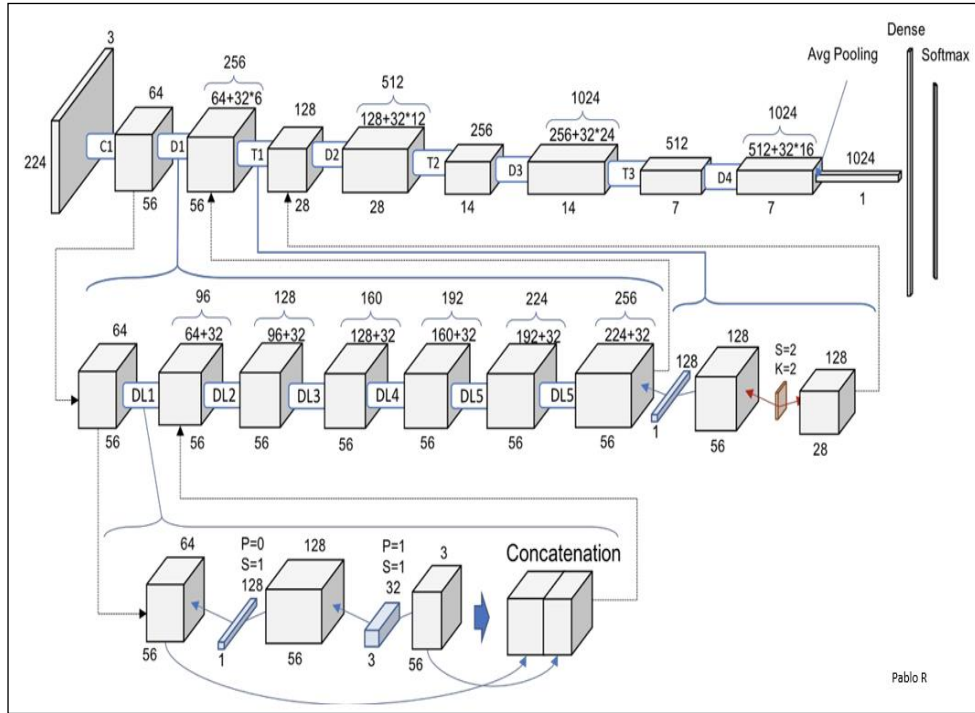 Dense
3
Avg Pooling
Softmax
256
512
1024
1024
64
64+32*6
128
128+32*12
256
256+32*24
512
512+32*16
1024
C1
D1
T1
D2
T2
D3
T3
D4
224
56
56
28
28
14
14
7
7
1
96
128
160
192
224
256
64
64+32
96+32
128+32
160+32
192+32
224+32
128
128
S=2
K=2
128
DL1
DL2
DL3
DL4
DL5
DL5
56
56
56
56
56
56
56
1
56
28
64
P=0
S=1
128
128
P=1
S=1
32
3
Concatenation
56
1
56
3
56
Pablo R